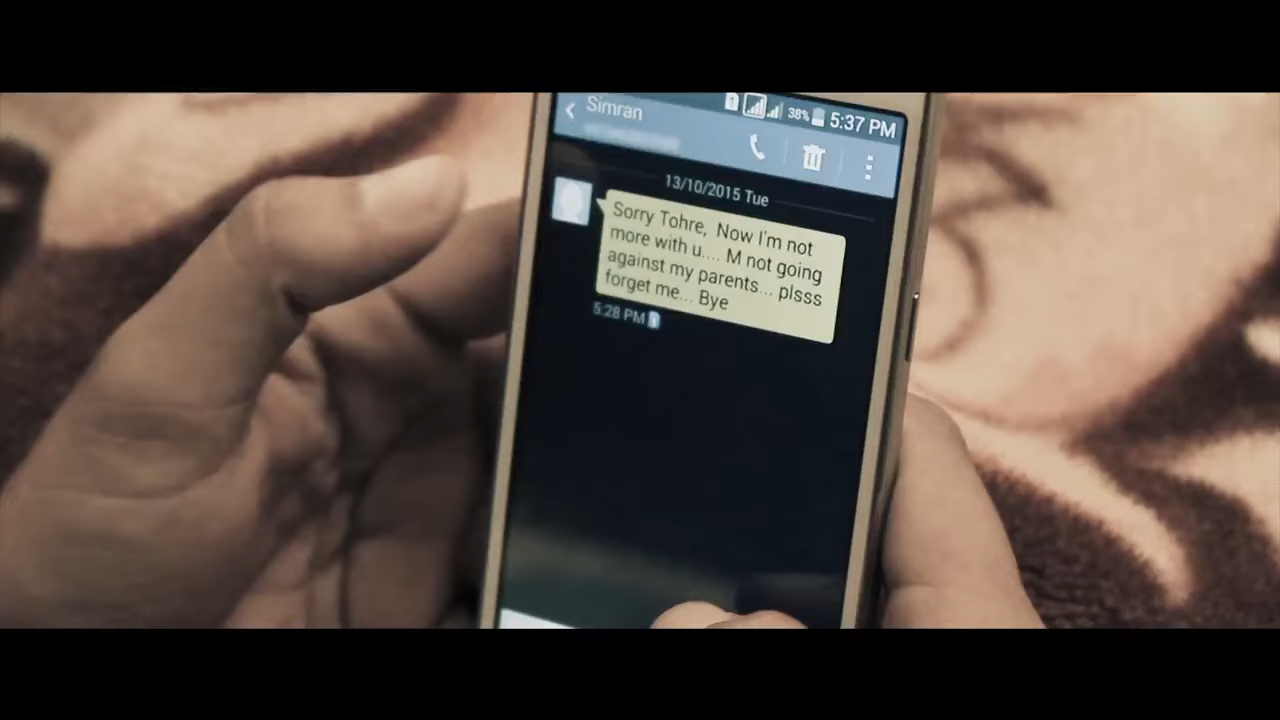 38% 5:37 PM
Simran
13/10/2015 Tue
Sorry Tohre, Now I'm not
more with u.... M not going
against my parents... plsss
forget me... Bye
5:28 PM